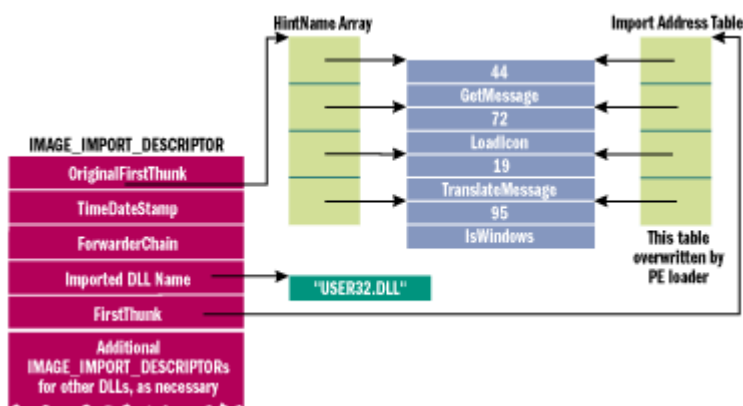 HintName Array
Import Address Table
44
GetMessage
72
LoadIcon
19
TranslateMessage
95
IsWindows
IMAGE_IMPORT_DESCRIPTOR
OriginalFirstThunk
TimeDateStamp
ForwarderChain
Imported DLL Name
FirstThunk
Additional
IMAGE_IMPORT_DESCRIPTORs
for other DLLs, as necessary
"USER32.DLL"
This table
overwritten by
PE loader